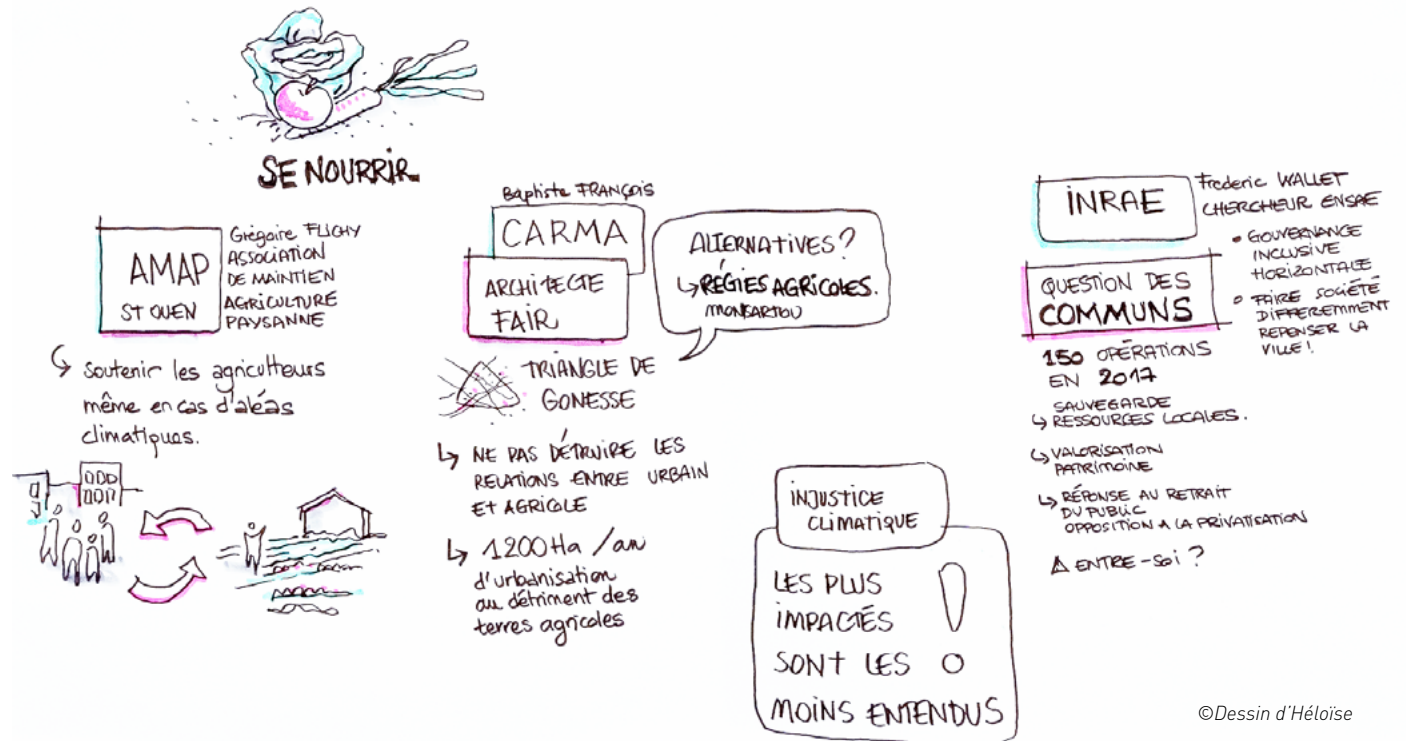 SE NOURRIR
AMAP
ST OUEN
Grégoire FLICHY
ASSOCIATION
DE MAINTIEN
AGRICULTURE
PAYSANNE
soutenir les agriculteurs
même en cas d'aléas
climatiques.
Baptiste FRANÇOIS
CARMA
ARCHITECTE
FAIR
ALTERNATIVES?
RÉGIES AGRICOLES.
TRIANGLE DE
GONESSE
NE PAS DÉTRUIRE LES
RELATIONS ENTRE URBAIN
ET AGRICOLE
1200 Ha /an
d'urbanisation
au détriment des
terres agricoles
INJUSTICE
CLIMATIQUE
LES PLUS
IMPACTÉS
SONT LES
MOINS ENTENDUS
!
INRAE
Frederic WALLET
CHERCHEUR ENSAE
QUESTION DES
COMMUNS
• GOUVERNANCE
INCLUSIVE
HORIZONTALE
• FAIRE SOCIÉTÉ
DIFFEREMMENT
REPENSER LA
VILLE!
150 OPÉRATIONS
EN 2017
SAUVEGARDE
RESSOURCES LOCALES.
VALORISATION
PATRIMOINE
RÉPONSE AU RETRAIT
DU PUBLIC
OPPOSITION A LA PRIVATISATION
ENTRE-SOI?
©Dessin d'Héloïse